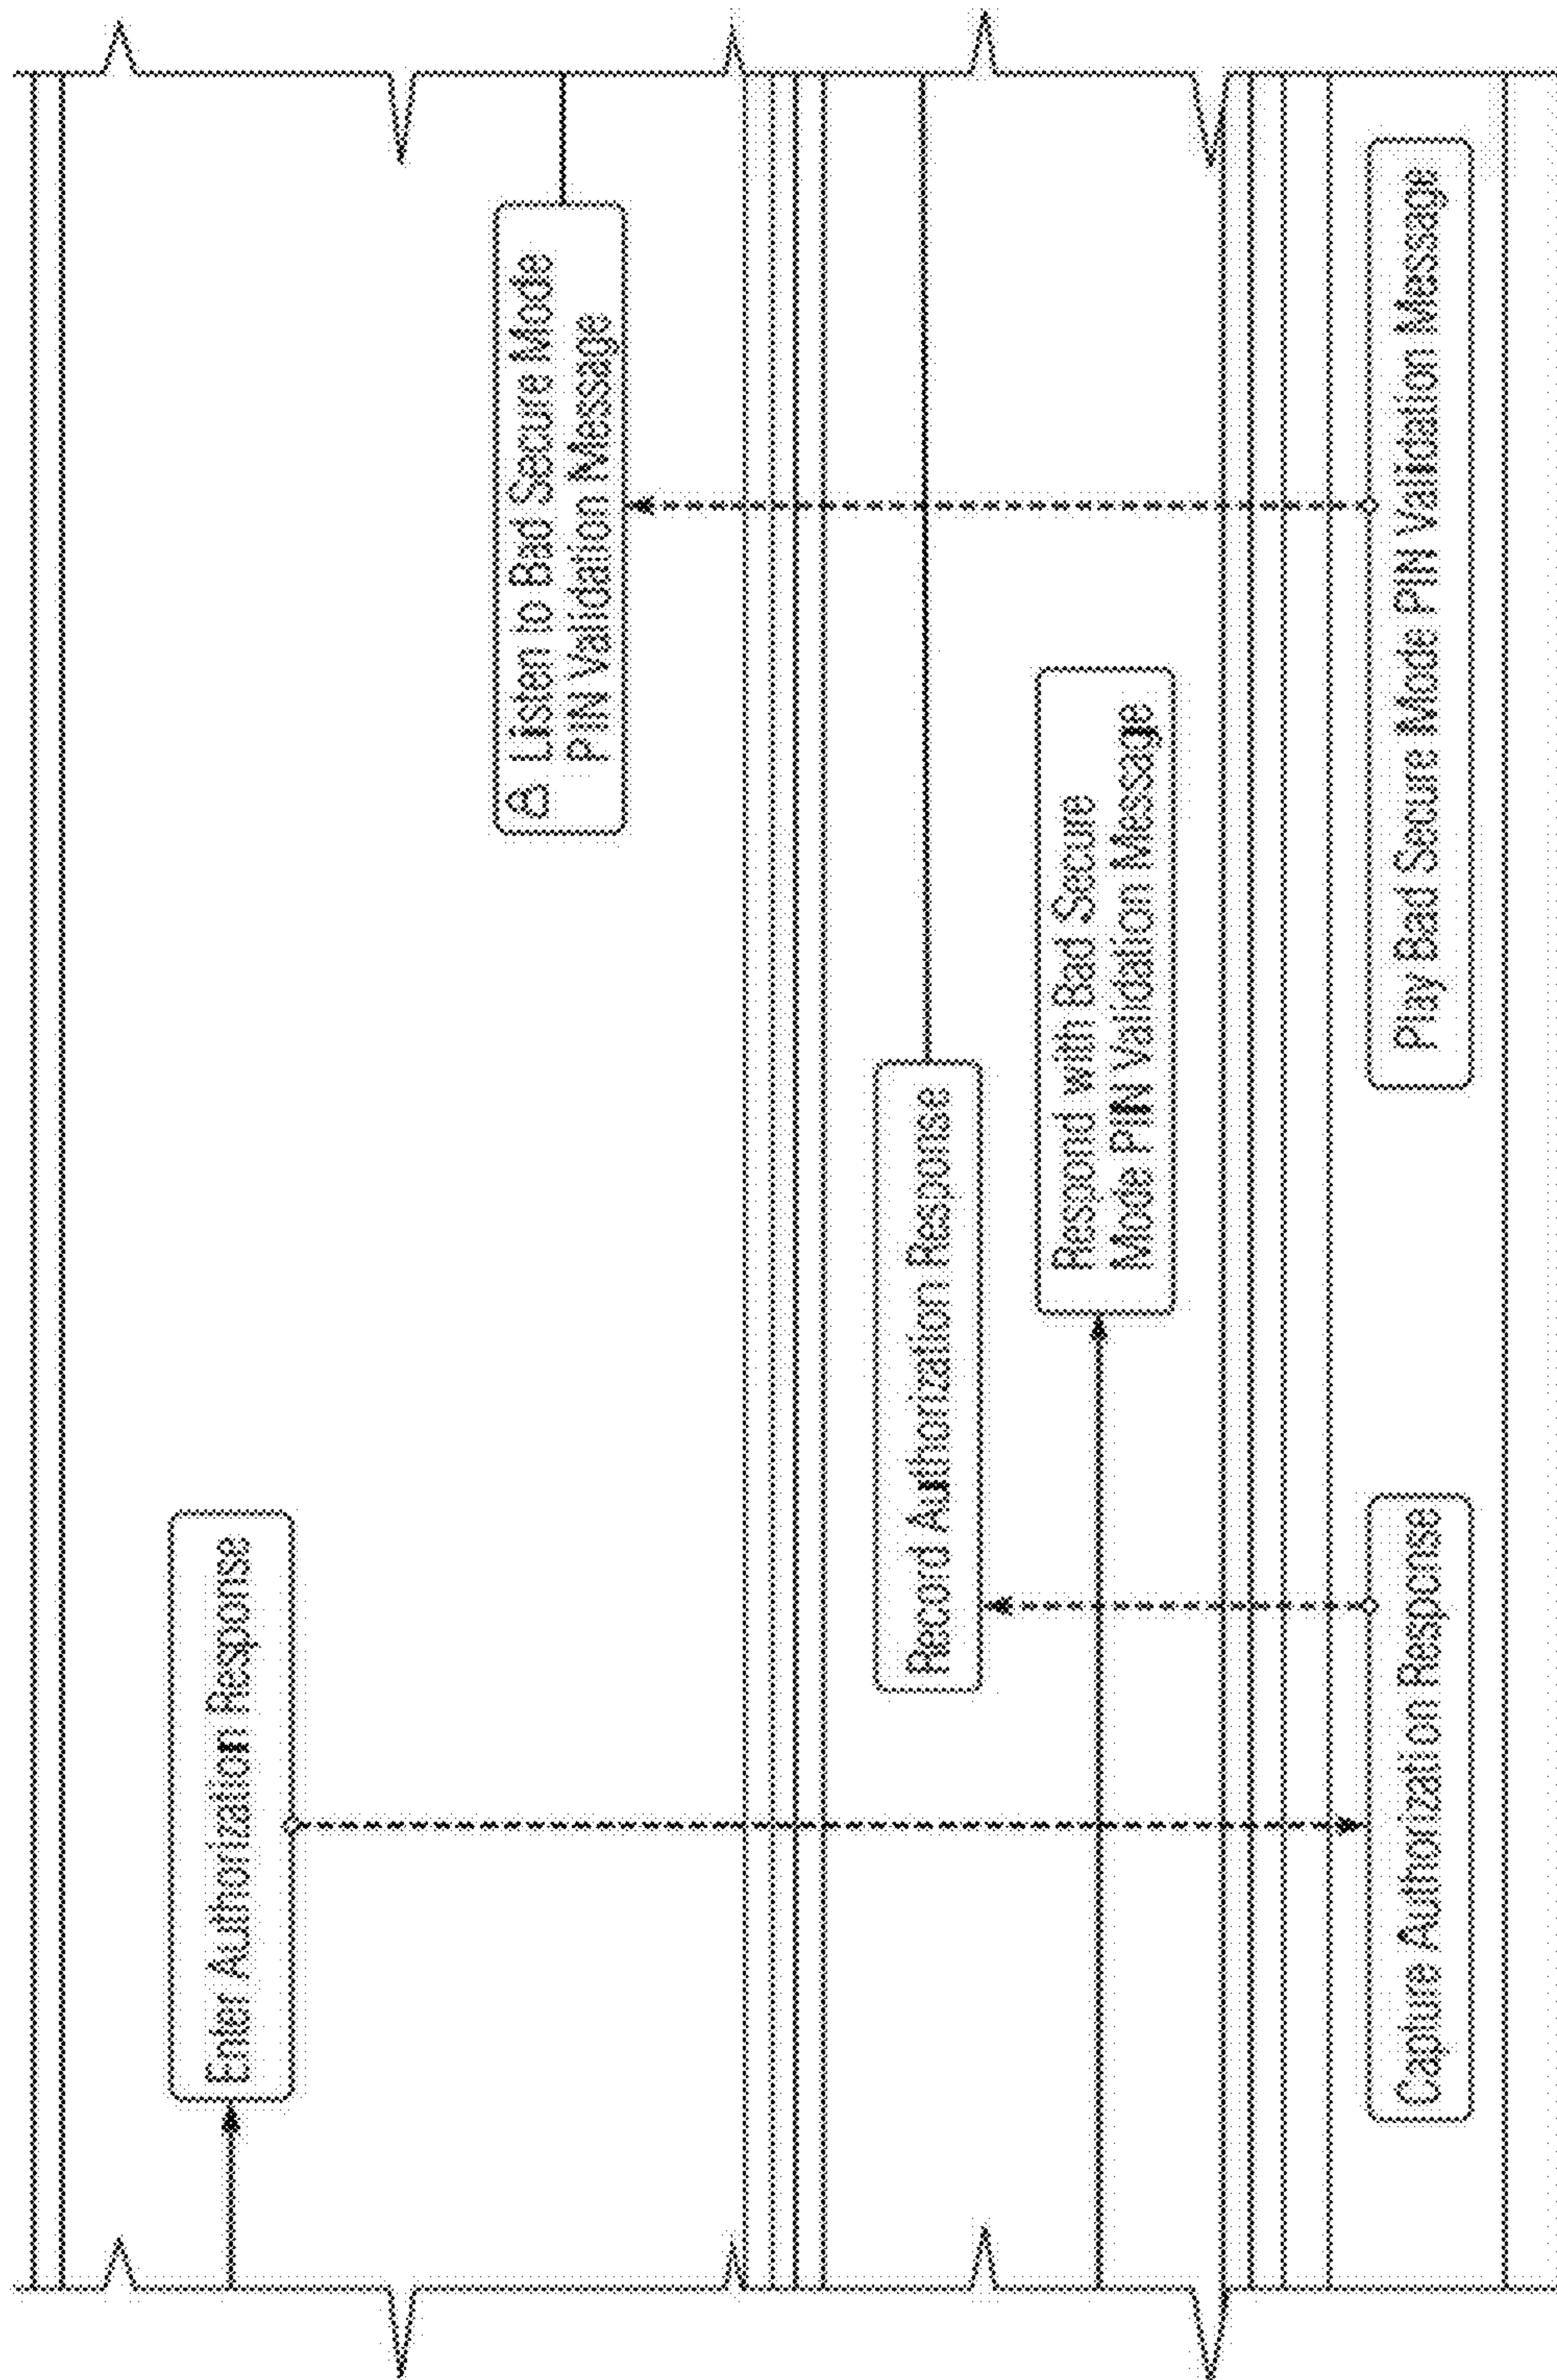 Enter Authorization Response
Listen to Bad Secure Mode
PIN Validation Message
Record Authorization Response
Respond with Bad Secure
Mode PIN Validation Message
Capture Authorization Response
Play Bad Secure Mode PIN Validation Message